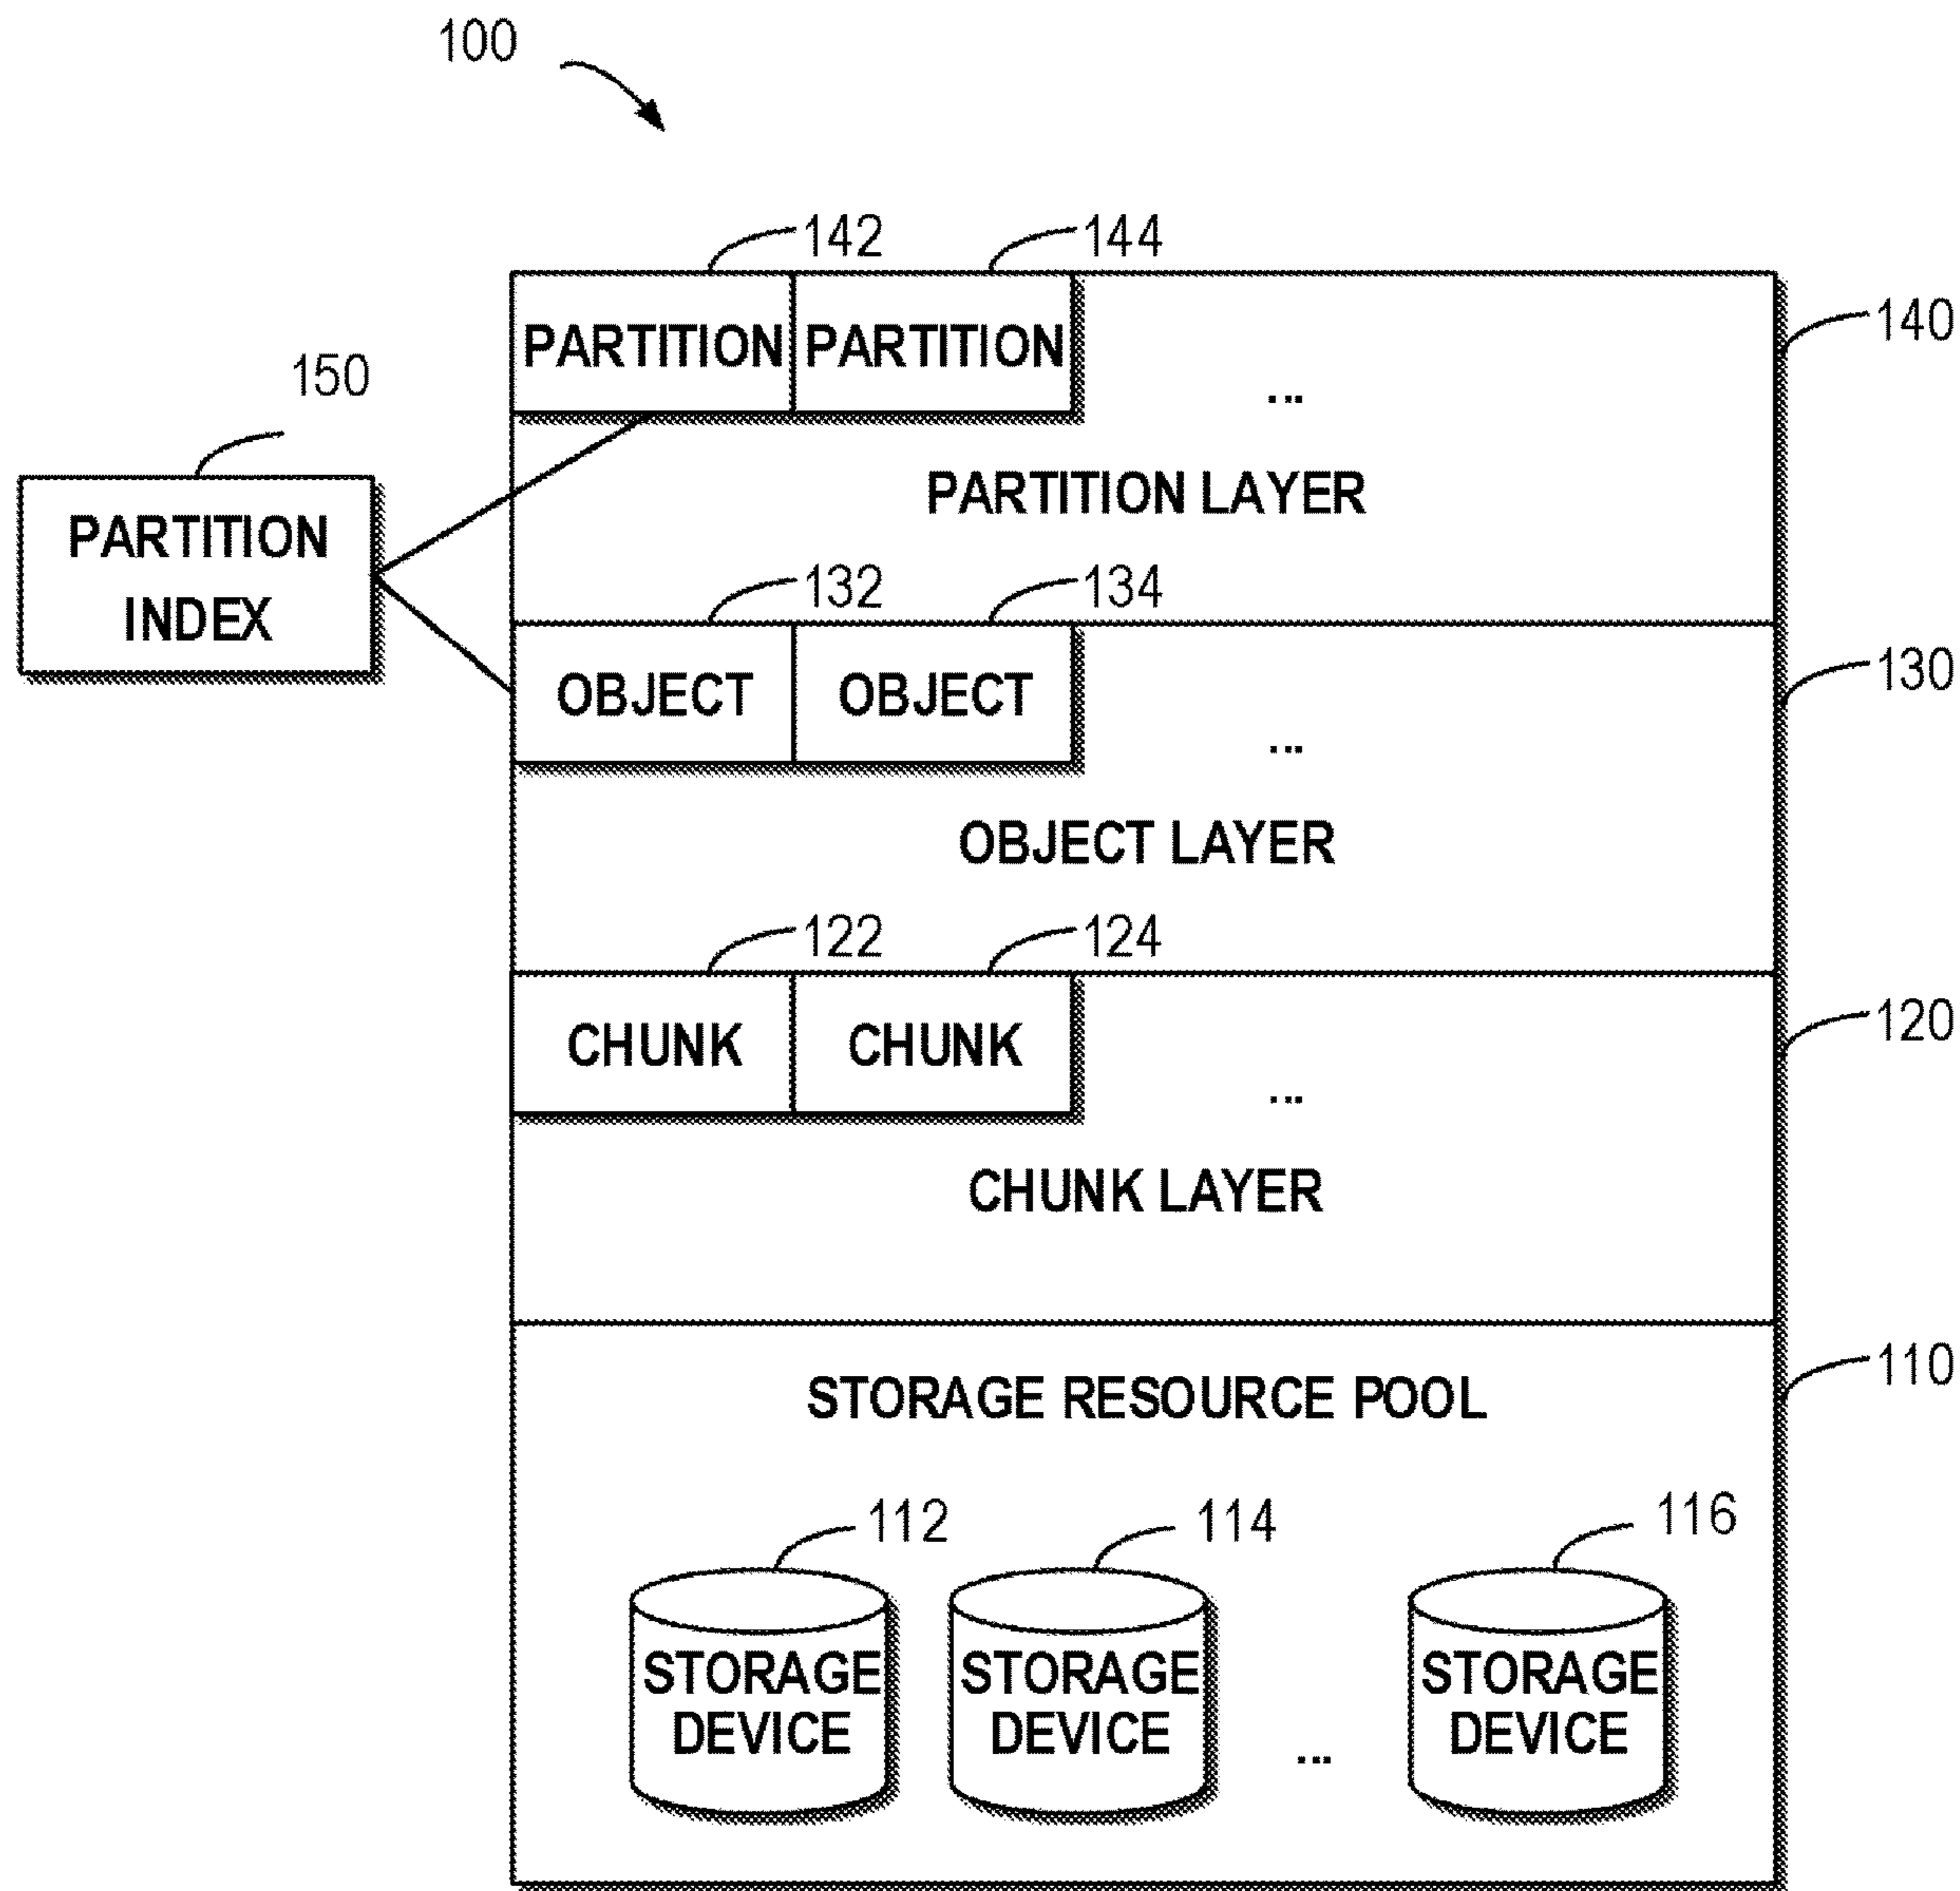 100
142
144
PARTITION PARTITION
140
...
150
PARTITION LAYER
PARTITION
INDEX
132
134
OBJECT OBJECT
130
...
OBJECT LAYER
122
124
CHUNK CHUNK
120
...
CHUNK LAYER
STORAGE RESOURCE POOL
110
112
114
116
STORAGE
DEVICE
STORAGE
DEVICE
...
STORAGE
DEVICE